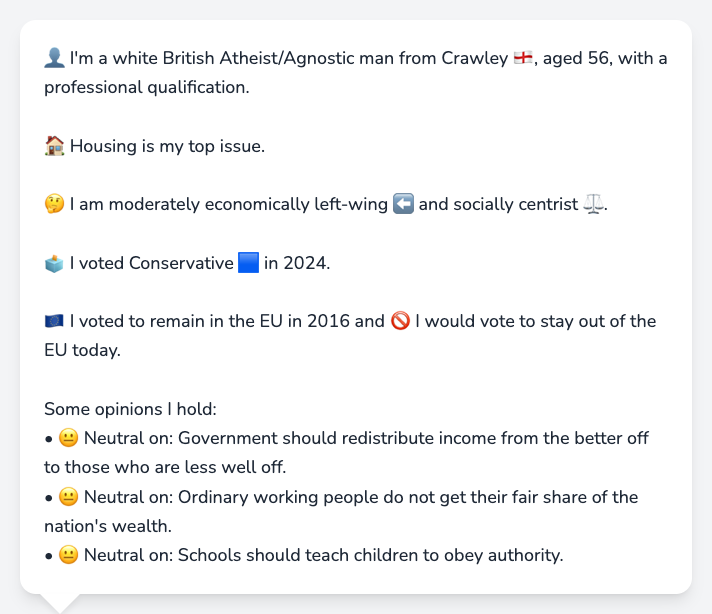 👤 I'm a white British Atheist/Agnostic man from Crawley 🏴󠁧󠁢󠁥󠁮󠁧󠁿, aged 56, with a
professional qualification.
🏠 Housing is my top issue.
🤔 I am moderately economically left-wing ⬅️ and socially centrist ⚖️.
🗳️ I voted Conservative 🟦 in 2024.
🇪🇺 I voted to remain in the EU in 2016 and 🚫 I would vote to stay out of the
EU today.
Some opinions I hold:
• 😐 Neutral on: Government should redistribute income from the better off
to those who are less well off.
• 😐 Neutral on: Ordinary working people do not get their fair share of the
nation's wealth.
• 😐 Neutral on: Schools should teach children to obey authority.